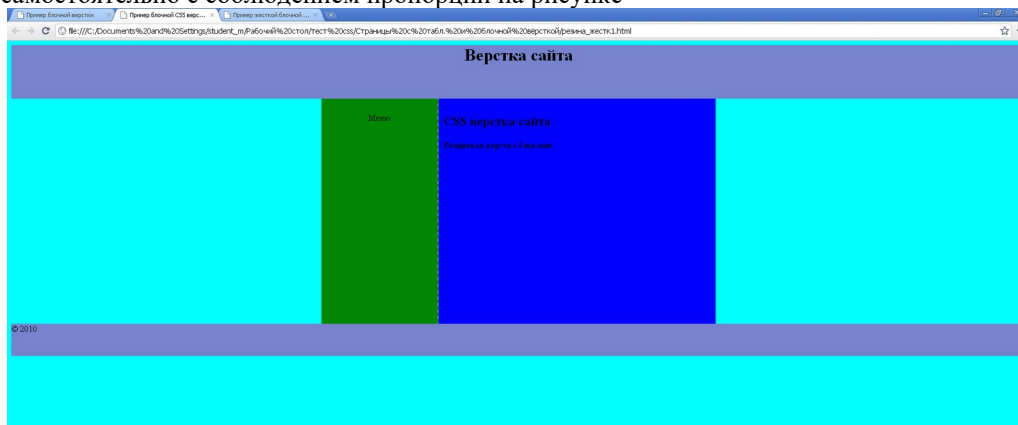 самостоятельно с соблюдением пропорций на рисунке
Пример блочной верстки
Пример блочной CSS верс...
Пример жесткой блочной ...
file:///C:/Documents%20and%20Settings/student_m/Рабочий%20стол/тест%20css/Страницы%20с%20табл.%20и%20блочной%20вёрсткой/резина_жестк1.html
Верстка сайта
Меню
CSS верстка сайта
Резиновая верстка блоками
© 2010